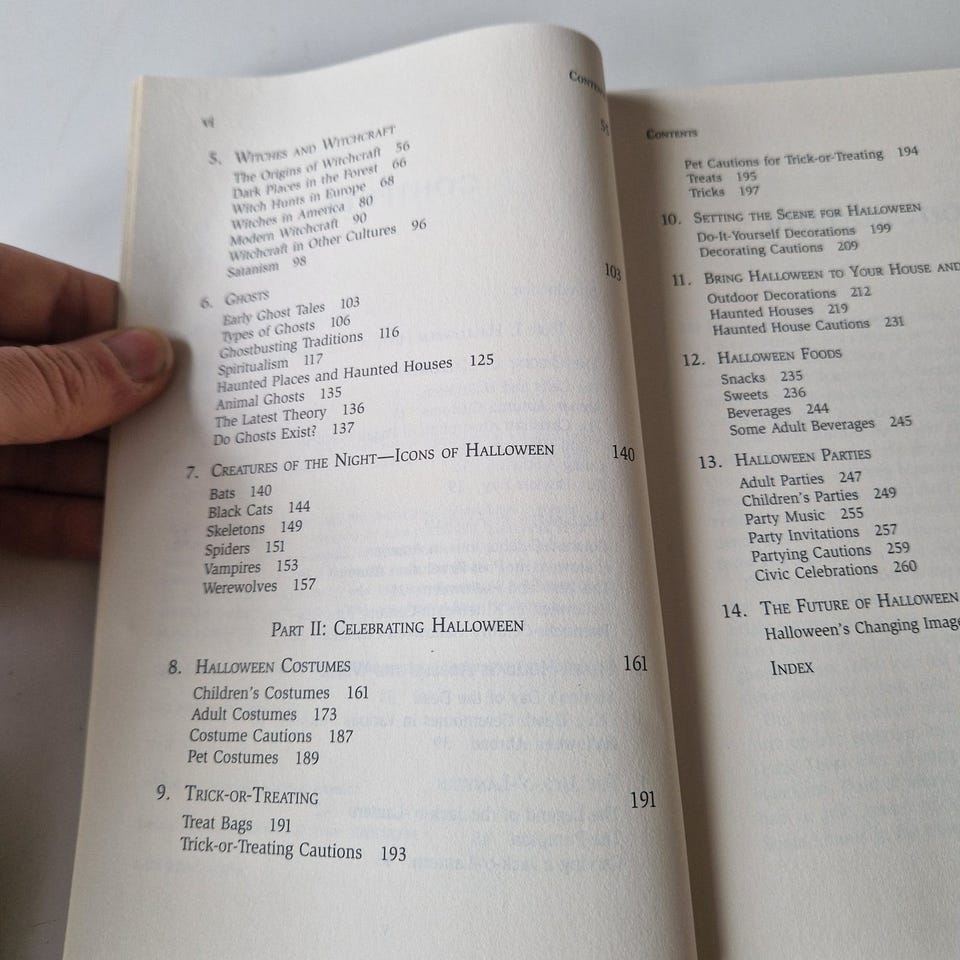 vi
5. Witches and Witchcraft
The Origins of Witchcraft 56
Dark Places in the Forest 66
Witch Hunts in Europe 68
Witches in America 80
Modern Witchcraft 90
Witchcraft in Other Cultures 96
Satanism 98
6. Ghosts 103
Early Ghost Tales 103
Types of Ghosts 106
Ghostbusting Traditions 116
Spiritualism 117
Haunted Places and Haunted Houses 125
Animal Ghosts 135
The Latest Theory 136
Do Ghosts Exist? 137
7. Creatures of the Night—Icons of Halloween 140
Bats 140
Black Cats 144
Skeletons 149
Spiders 151
Vampires 153
Werewolves 157
Part II: Celebrating Halloween
8. Halloween Costumes 161
Children's Costumes 161
Adult Costumes 173
Costume Cautions 187
Pet Costumes 189
9. Trick-or-Treating 191
Treat Bags 191
Trick-or-Treating Cautions 193
Contents
Pet Cautions for Trick-or-Treating 194
Treats 195
Tricks 197
10. Setting the Scene for Halloween
Do-It-Yourself Decorations 199
Decorating Cautions 209
11. Bring Halloween to Your House and
Outdoor Decorations 212
Haunted Houses 219
Haunted House Cautions 231
12. Halloween Foods
Snacks 235
Sweets 236
Beverages 244
Some Adult Beverages 245
13. Halloween Parties
Adult Parties 247
Children's Parties 249
Party Music 255
Party Invitations 257
Partying Cautions 259
Civic Celebrations 260
14. The Future of Halloween
Halloween's Changing Image
Index